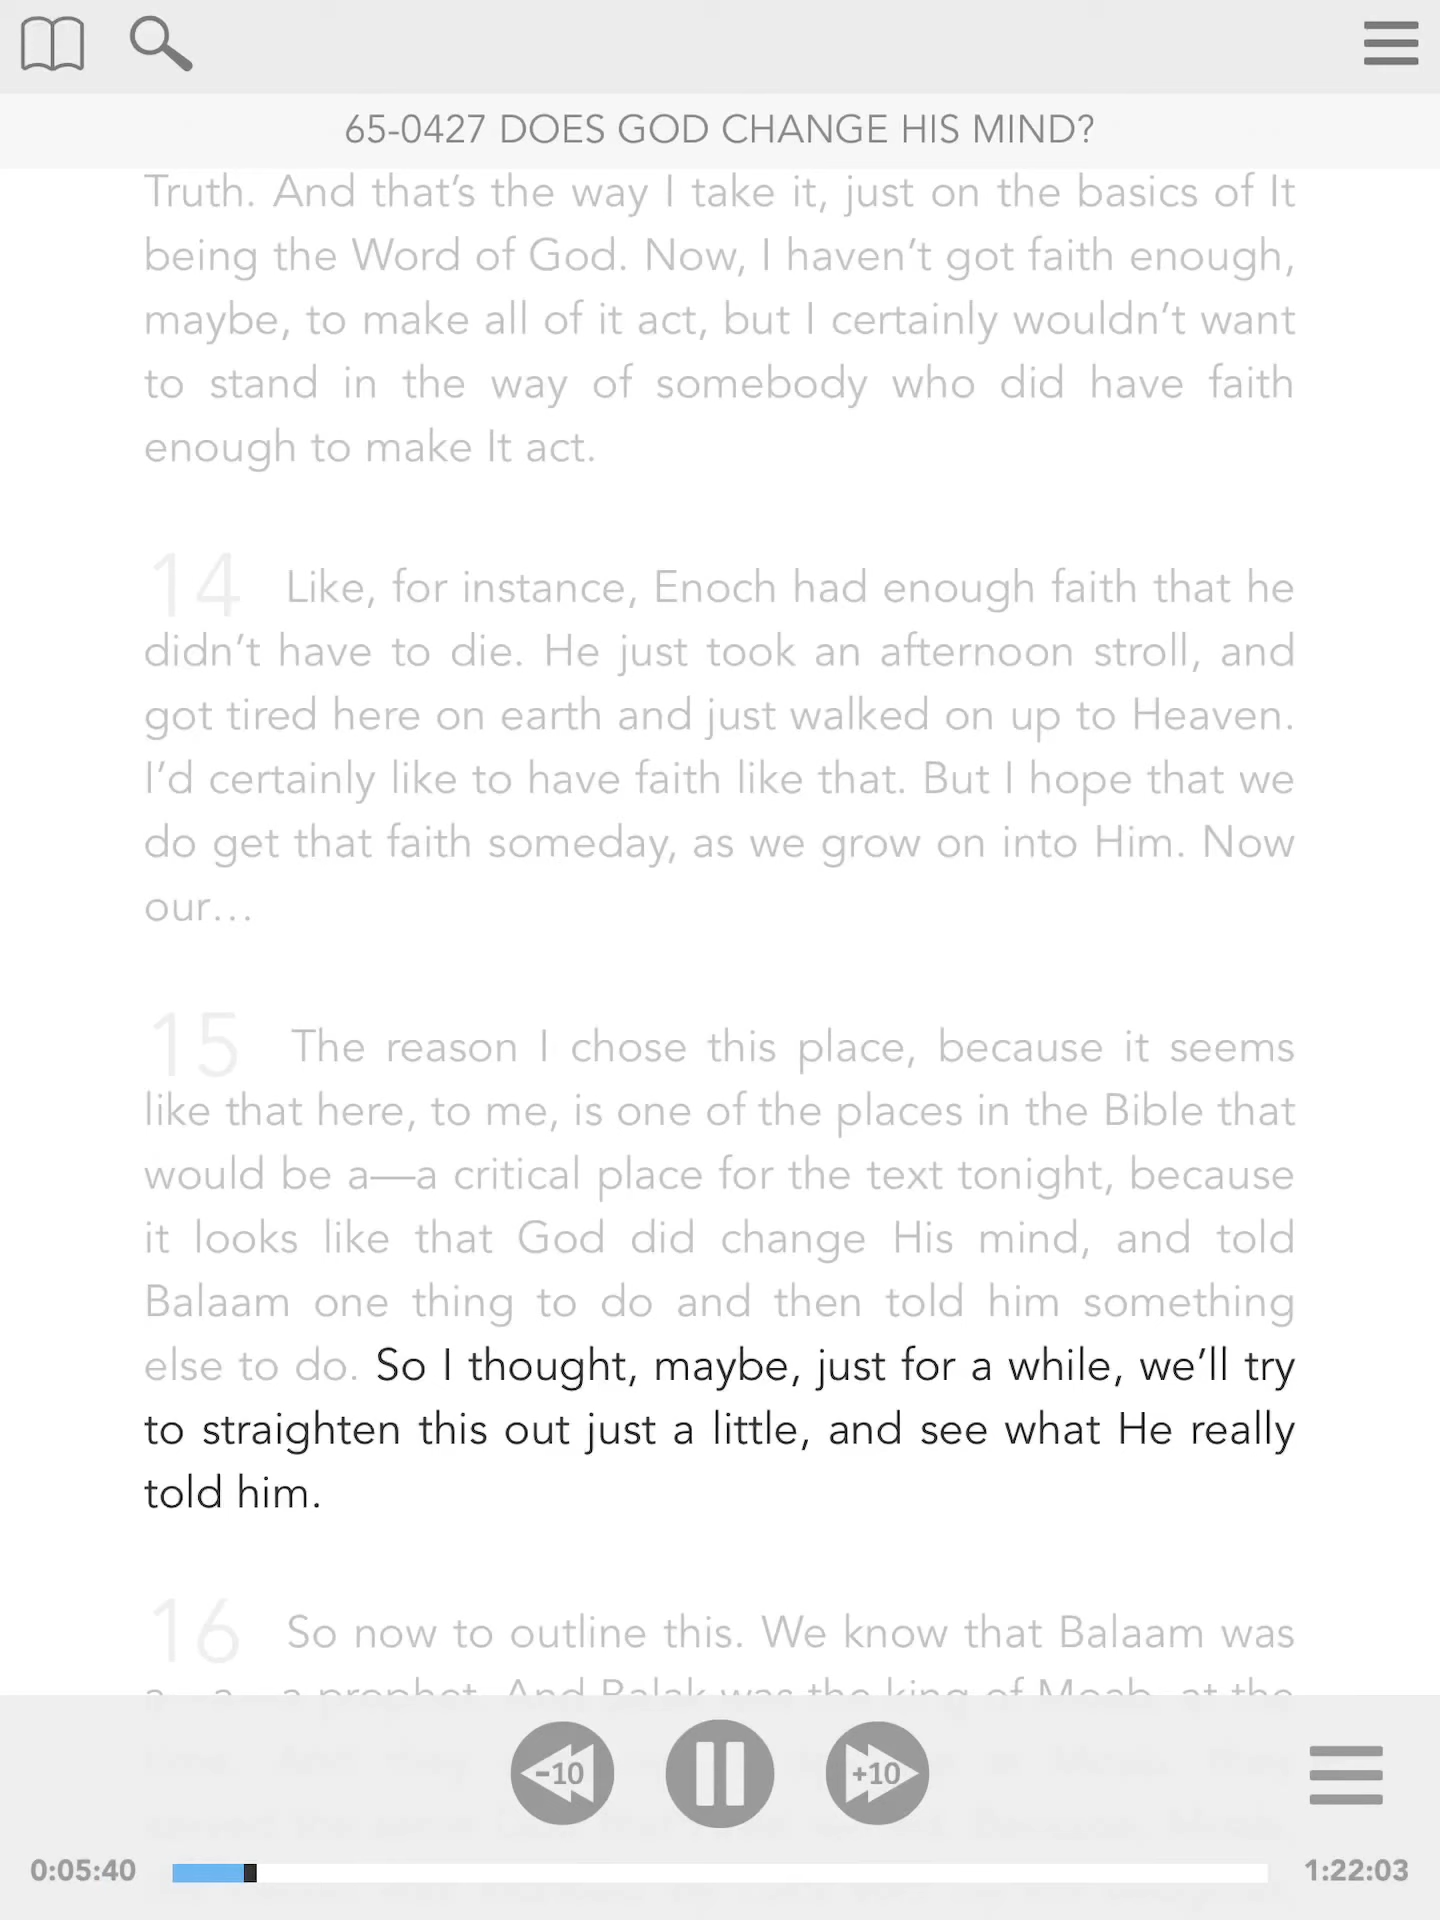 65-0427 DOES GOD CHANGE HIS MIND?
Truth. And that’s the way I take it, just on the basics of It
being the Word of God. Now, I haven’t got faith enough,
maybe, to make all of it act, but I certainly wouldn’t want
to stand in the way of somebody who did have faith
enough to make It act.
14 Like, for instance, Enoch had enough faith that he
didn’t have to die. He just took an afternoon stroll, and
got tired here on earth and just walked on up to Heaven.
I’d certainly like to have faith like that. But I hope that we
do get that faith someday, as we grow on into Him. Now
our…
15 The reason I chose this place, because it seems
like that here, to me, is one of the places in the Bible that
would be a—a critical place for the text tonight, because
it looks like that God did change His mind, and told
Balaam one thing to do and then told him something
else to do. So I thought, maybe, just for a while, we’ll try
to straighten this out just a little, and see what He really
told him.
16 So now to outline this. We know that Balaam was
a—a—a prophet. And Balak was the king of Moab, at the
-10 +10
0:05:40 1:22:03